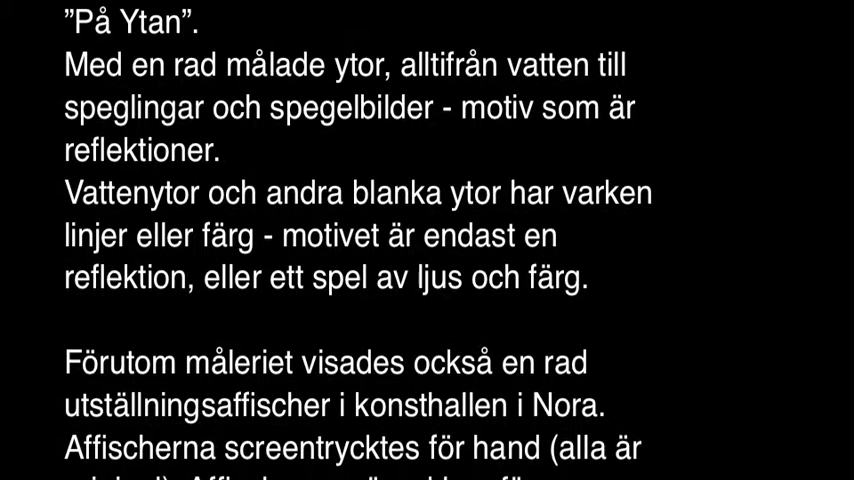 ”På Ytan”.
Med en rad målade ytor, alltifrån vatten till
speglingar och spegelbilder - motiv som är
reflektioner.
Vattenytor och andra blanka ytor har varken
linjer eller färg - motivet är endast en
reflektion, eller ett spel av ljus och färg.
Förutom måleriet visades också en rad
utställningsaffischer i konsthallen i Nora.
Affischerna screentrycktes för hand (alla är